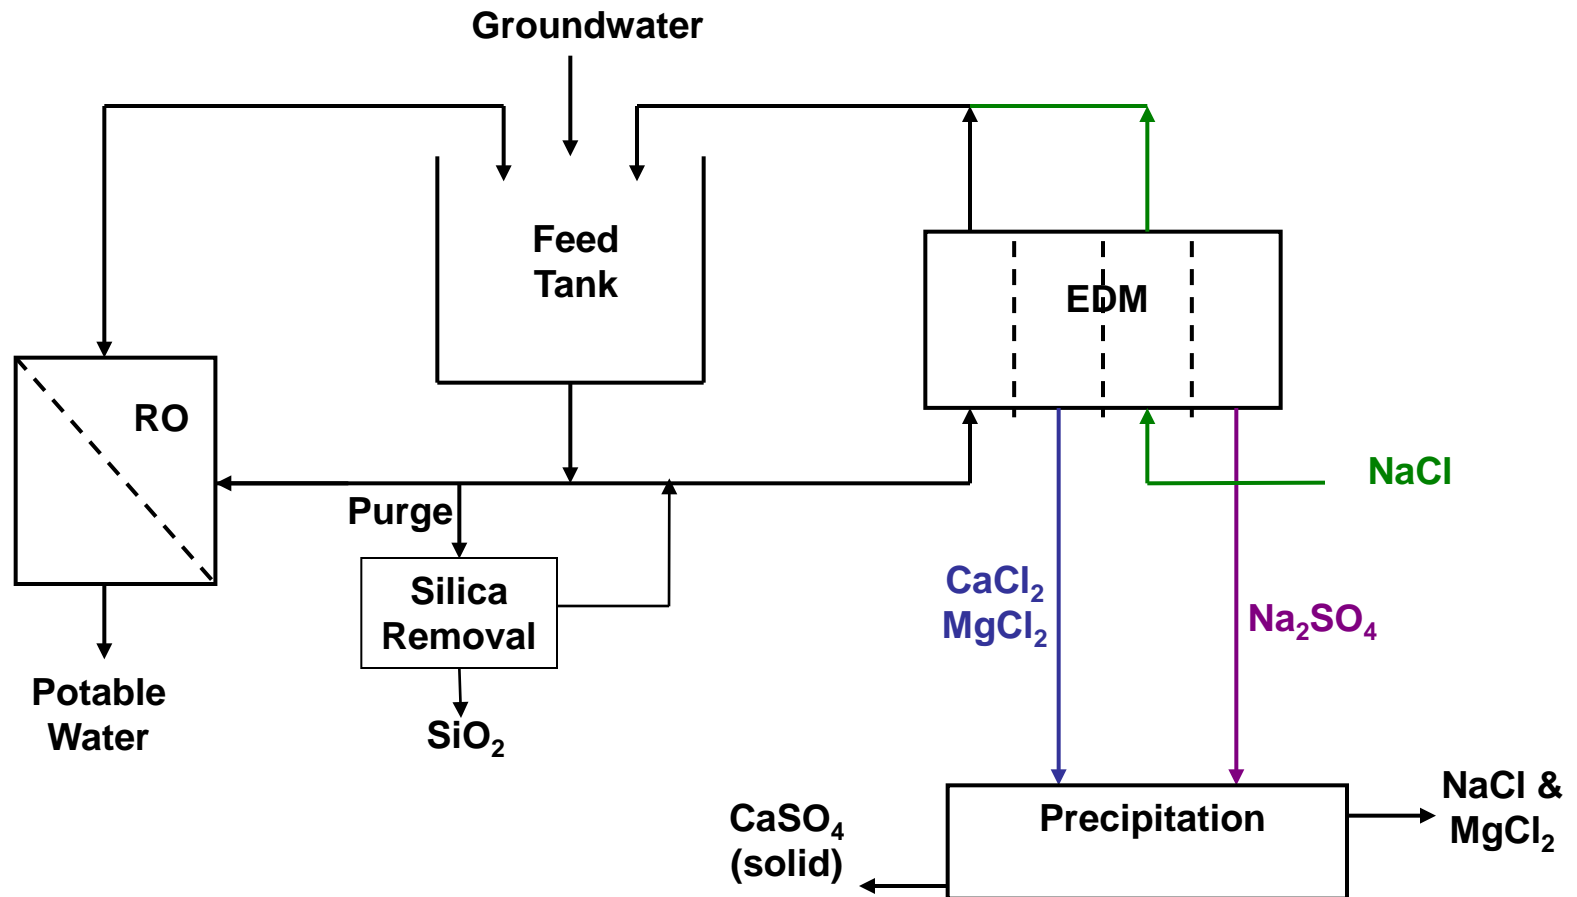 Groundwater
Feed
Tank
EDM
RO
NaCl
Purge
Silica
Removal
CaCl₂
MgCl₂
Na₂SO₄
Potable
Water
SiO₂
Precipitation
NaCl &
MgCl₂
CaSO₄
(solid)